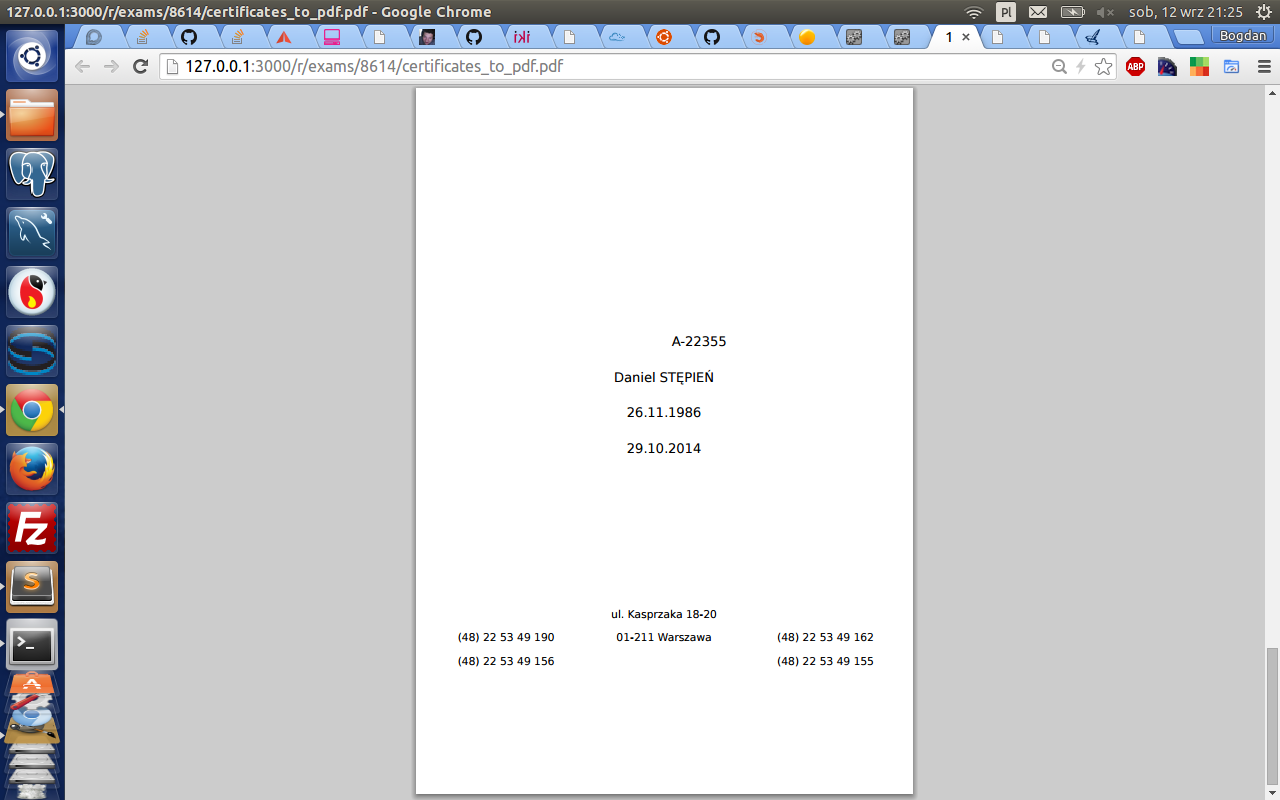 127.0.0.1:3000/r/exams/8614/certificates_to_pdf.pdf - Google Chrome
Pl
sob, 12 wrz 21:25
iki
1
Bogdan
127.0.0.1:3000/r/exams/8614/certificates_to_pdf.pdf
ABP
A-22355
Daniel STĘPIEŃ
26.11.1986
29.10.2014
ul. Kasprzaka 18-20
(48) 22 53 49 190 01-211 Warszawa (48) 22 53 49 162
(48) 22 53 49 156 (48) 22 53 49 155
Fz
S
>_